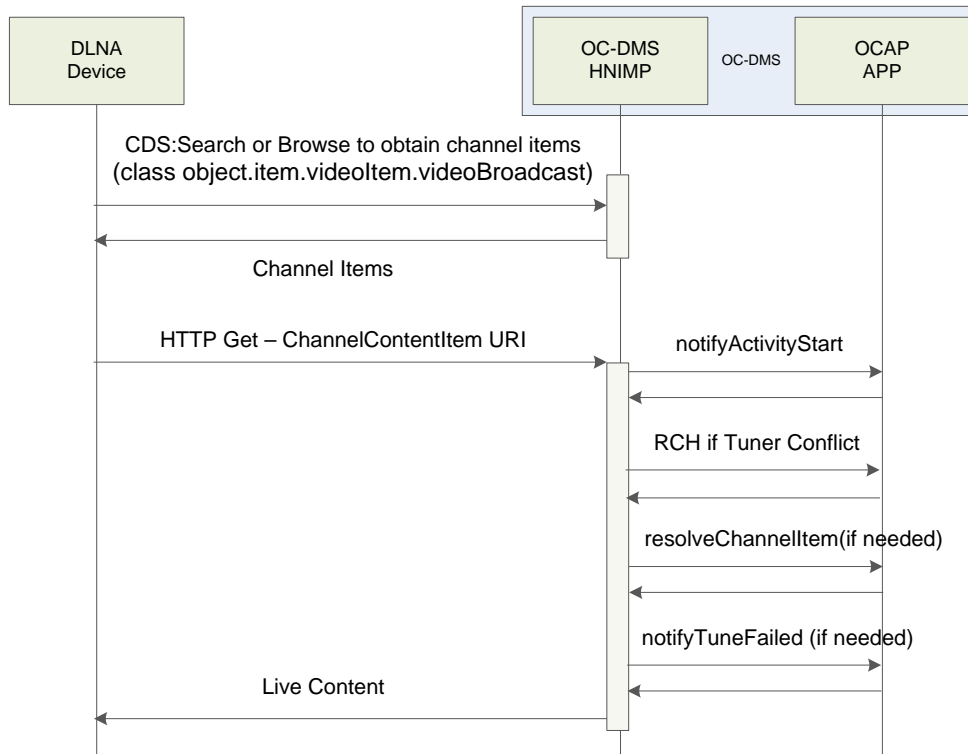 DLNA
Device
OC-DMS
HNIMP
OC-DMS
OCAP
APP
CDS:Search or Browse to obtain channel items
(class object.item.videoItem.videoBroadcast)
Channel Items
HTTP Get – ChannelContentItem URI
notifyActivityStart
RCH if Tuner Conflict
resolveChannelItem(if needed)
notifyTuneFailed (if needed)
Live Content